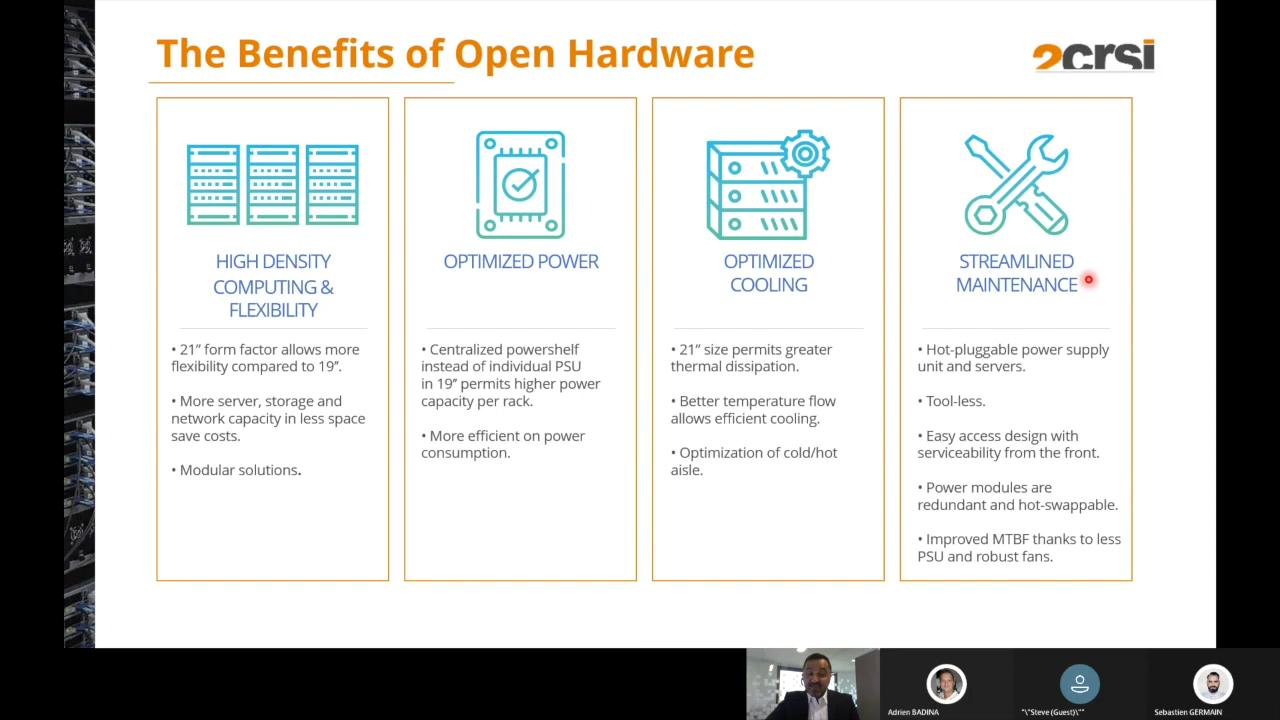 The Benefits of Open Hardware
2crsi
HIGH DENSITY
COMPUTING &
FLEXIBILITY
• 21” form factor allows more
flexibility compared to 19”.
• More server, storage and
network capacity in less space
save costs.
• Modular solutions.
OPTIMIZED POWER
• Centralized powershelf
instead of individual PSU
in 19” permits higher power
capacity per rack.
• More efficient on power
consumption.
OPTIMIZED
COOLING
• 21” size permits greater
thermal dissipation.
• Better temperature flow
allows efficient cooling.
• Optimization of cold/hot
aisle.
STREAMLINED
MAINTENANCE
• Hot-pluggable power supply
unit and servers.
• Tool-less.
• Easy access design with
serviceability from the front.
• Power modules are
redundant and hot-swappable.
• Improved MTBF thanks to less
PSU and robust fans.
Adrien BADINA
"\"Steve (Guest)\""
Sebastien GERMAIN